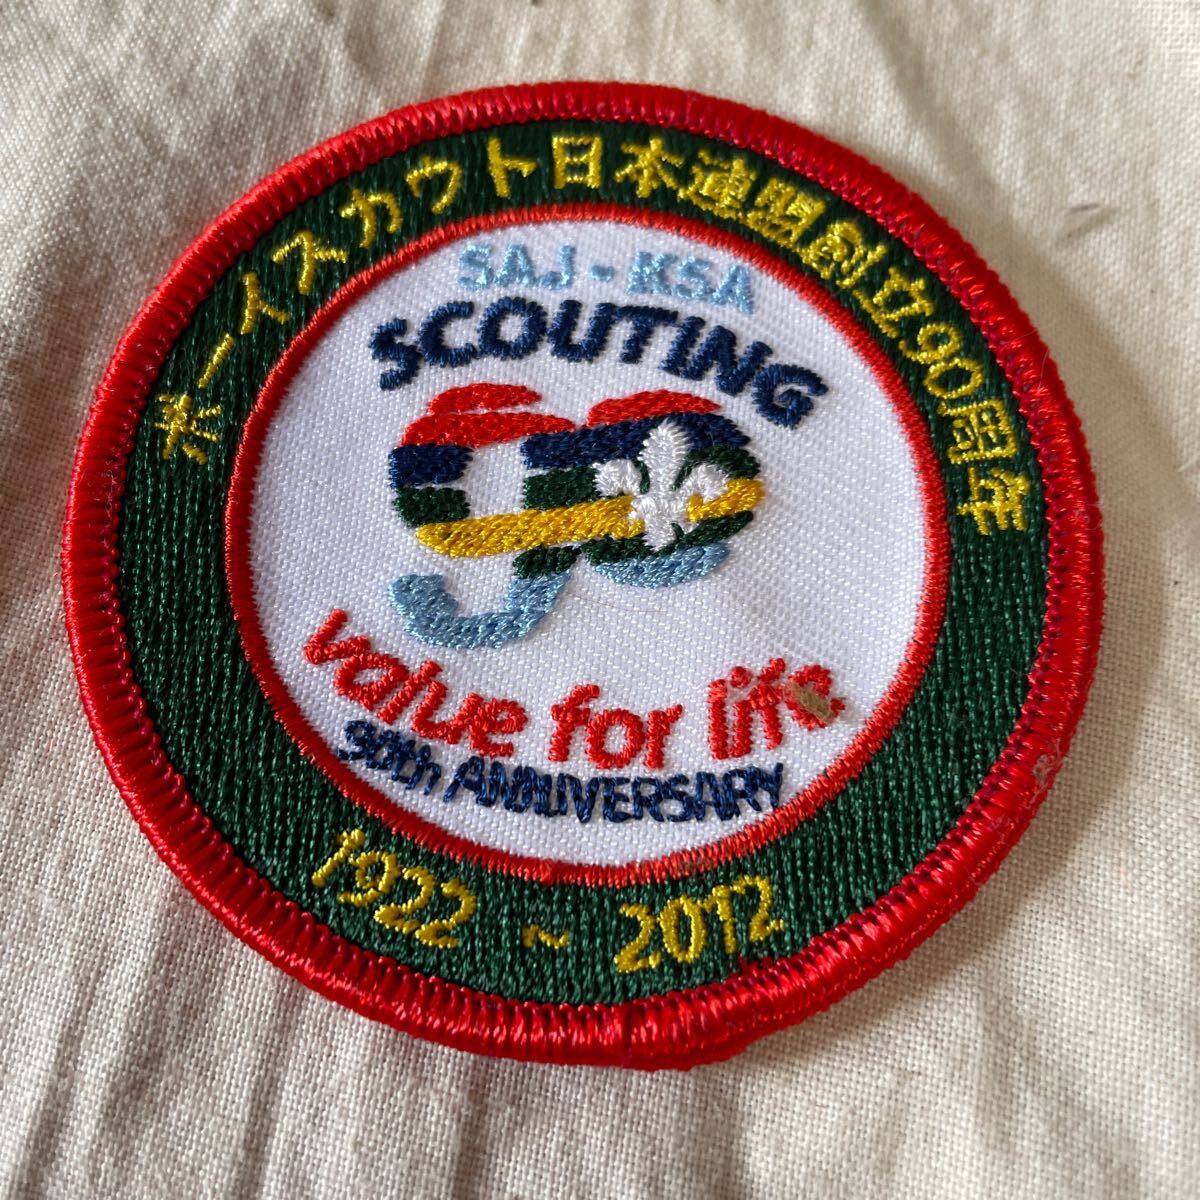 ボーイスカウト日本連盟創立90周年
SAJ-KSA
SCOUTING
90
value for life
90th ANNIVERSARY
1922~2012